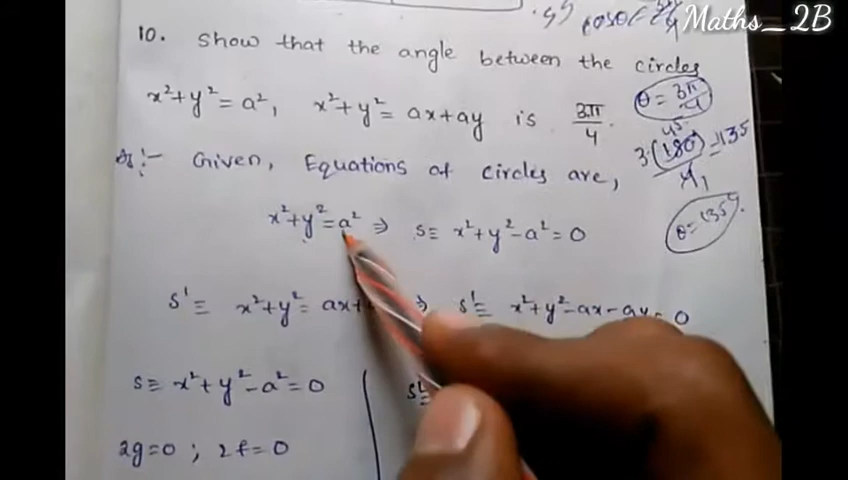 Maths_2B
10. Show that the angle between the circles
x²+y²=a², x²+y²=ax+ay is 3π/4.
θ=3π/4
3(180)/4=135
45
1
θ=135°
Given, Equations of circles are,
x²+y²=a² ⇒ S≡ x²+y²-a²=0
S'≡ x²+y²= ax+ ⇒ S'≡ x²+y²-ax-ay=0
S≡ x²+y²-a²=0
2g=0 ; 2f=0